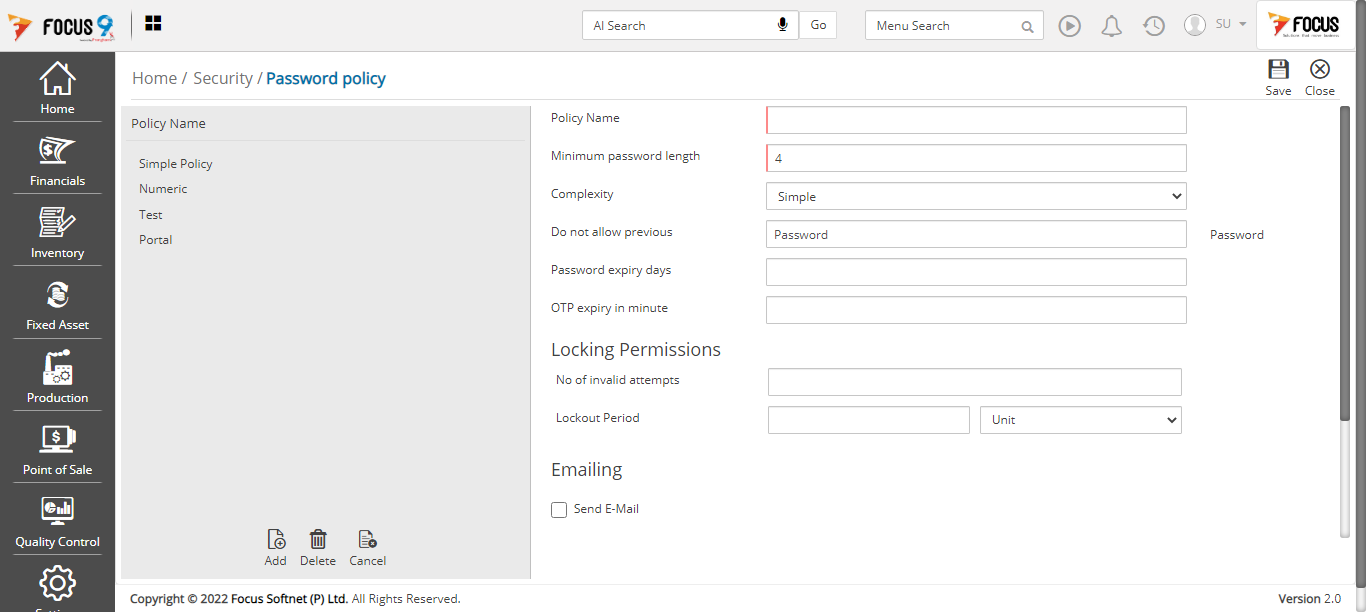 FOCUS 9
AI Search
Go
Menu Search
SU
FOCUS
Home / Security / Password policy
Save
Close
Home
Financials
Inventory
Fixed Asset
Production
Point of Sale
Quality Control
Policy Name
Simple Policy
Numeric
Test
Portal
Add
Delete
Cancel
Policy Name
Minimum password length
4
Complexity
Simple
Do not allow previous
Password
Password
Password expiry days
OTP expiry in minute
Locking Permissions
No of invalid attempts
Lockout Period
Unit
Emailing
Send E-Mail
Copyright © 2022 Focus Softnet (P) Ltd. All Rights Reserved.
Version 2.0